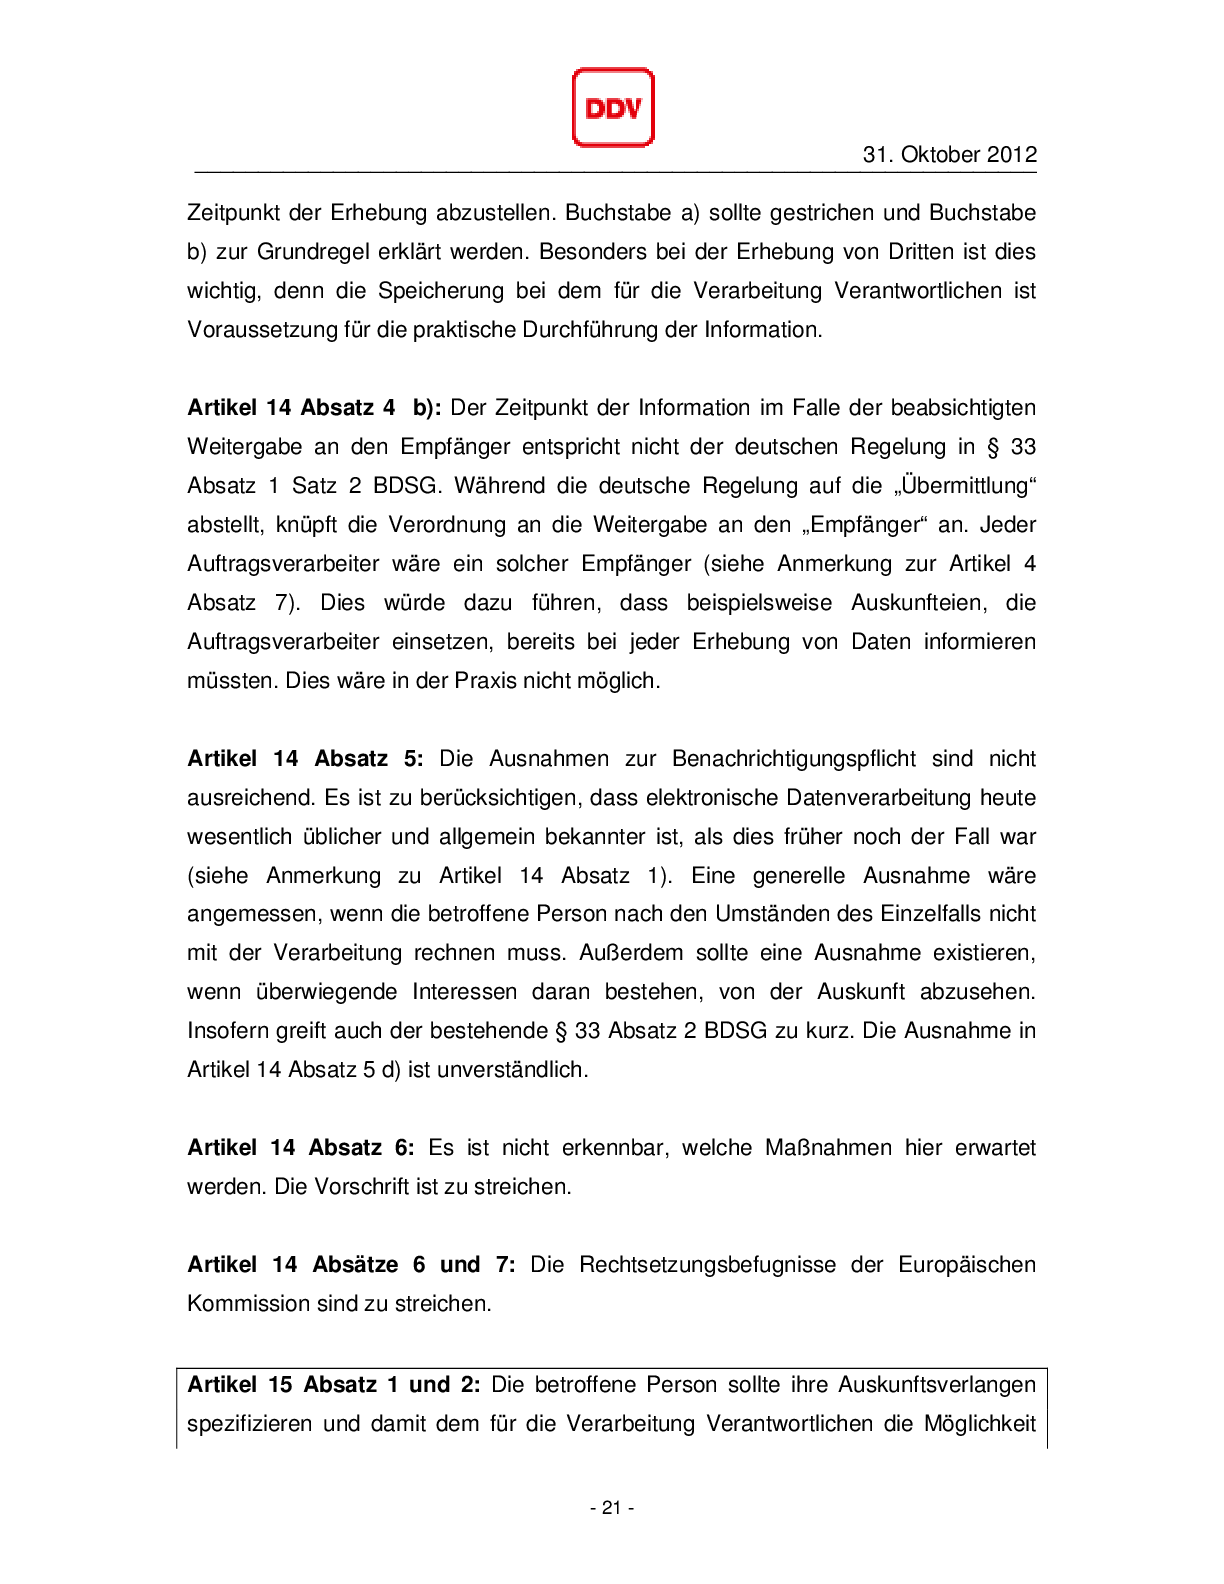 DDV
31. Oktober 2012
Zeitpunkt der Erhebung abzustellen. Buchstabe a) sollte gestrichen und Buchstabe
b) zur Grundregel erklärt werden. Besonders bei der Erhebung von Dritten ist dies
wichtig, denn die Speicherung bei dem für die Verarbeitung Verantwortlichen ist
Voraussetzung für die praktische Durchführung der Information.
Artikel 14 Absatz 4 b): Der Zeitpunkt der Information im Falle der beabsichtigten
Weitergabe an den Empfänger entspricht nicht der deutschen Regelung in § 33
Absatz 1 Satz 2 BDSG. Während die deutsche Regelung auf die „Übermittlung“
abstellt, knüpft die Verordnung an die Weitergabe an den „Empfänger“ an. Jeder
Auftragsverarbeiter wäre ein solcher Empfänger (siehe Anmerkung zur Artikel 4
Absatz 7). Dies würde dazu führen, dass beispielsweise Auskunfteien, die
Auftragsverarbeiter einsetzen, bereits bei jeder Erhebung von Daten informieren
müssten. Dies wäre in der Praxis nicht möglich.
Artikel 14 Absatz 5: Die Ausnahmen zur Benachrichtigungspflicht sind nicht
ausreichend. Es ist zu berücksichtigen, dass elektronische Datenverarbeitung heute
wesentlich üblicher und allgemein bekannter ist, als dies früher noch der Fall war
(siehe Anmerkung zu Artikel 14 Absatz 1). Eine generelle Ausnahme wäre
angemessen, wenn die betroffene Person nach den Umständen des Einzelfalls nicht
mit der Verarbeitung rechnen muss. Außerdem sollte eine Ausnahme existieren,
wenn überwiegende Interessen daran bestehen, von der Auskunft abzusehen.
Insofern greift auch der bestehende § 33 Absatz 2 BDSG zu kurz. Die Ausnahme in
Artikel 14 Absatz 5 d) ist unverständlich.
Artikel 14 Absatz 6: Es ist nicht erkennbar, welche Maßnahmen hier erwartet
werden. Die Vorschrift ist zu streichen.
Artikel 14 Absätze 6 und 7: Die Rechtsetzungsbefugnisse der Europäischen
Kommission sind zu streichen.
Artikel 15 Absatz 1 und 2: Die betroffene Person sollte ihre Auskunftsverlangen
spezifizieren und damit dem für die Verarbeitung Verantwortlichen die Möglichkeit
- 21 -